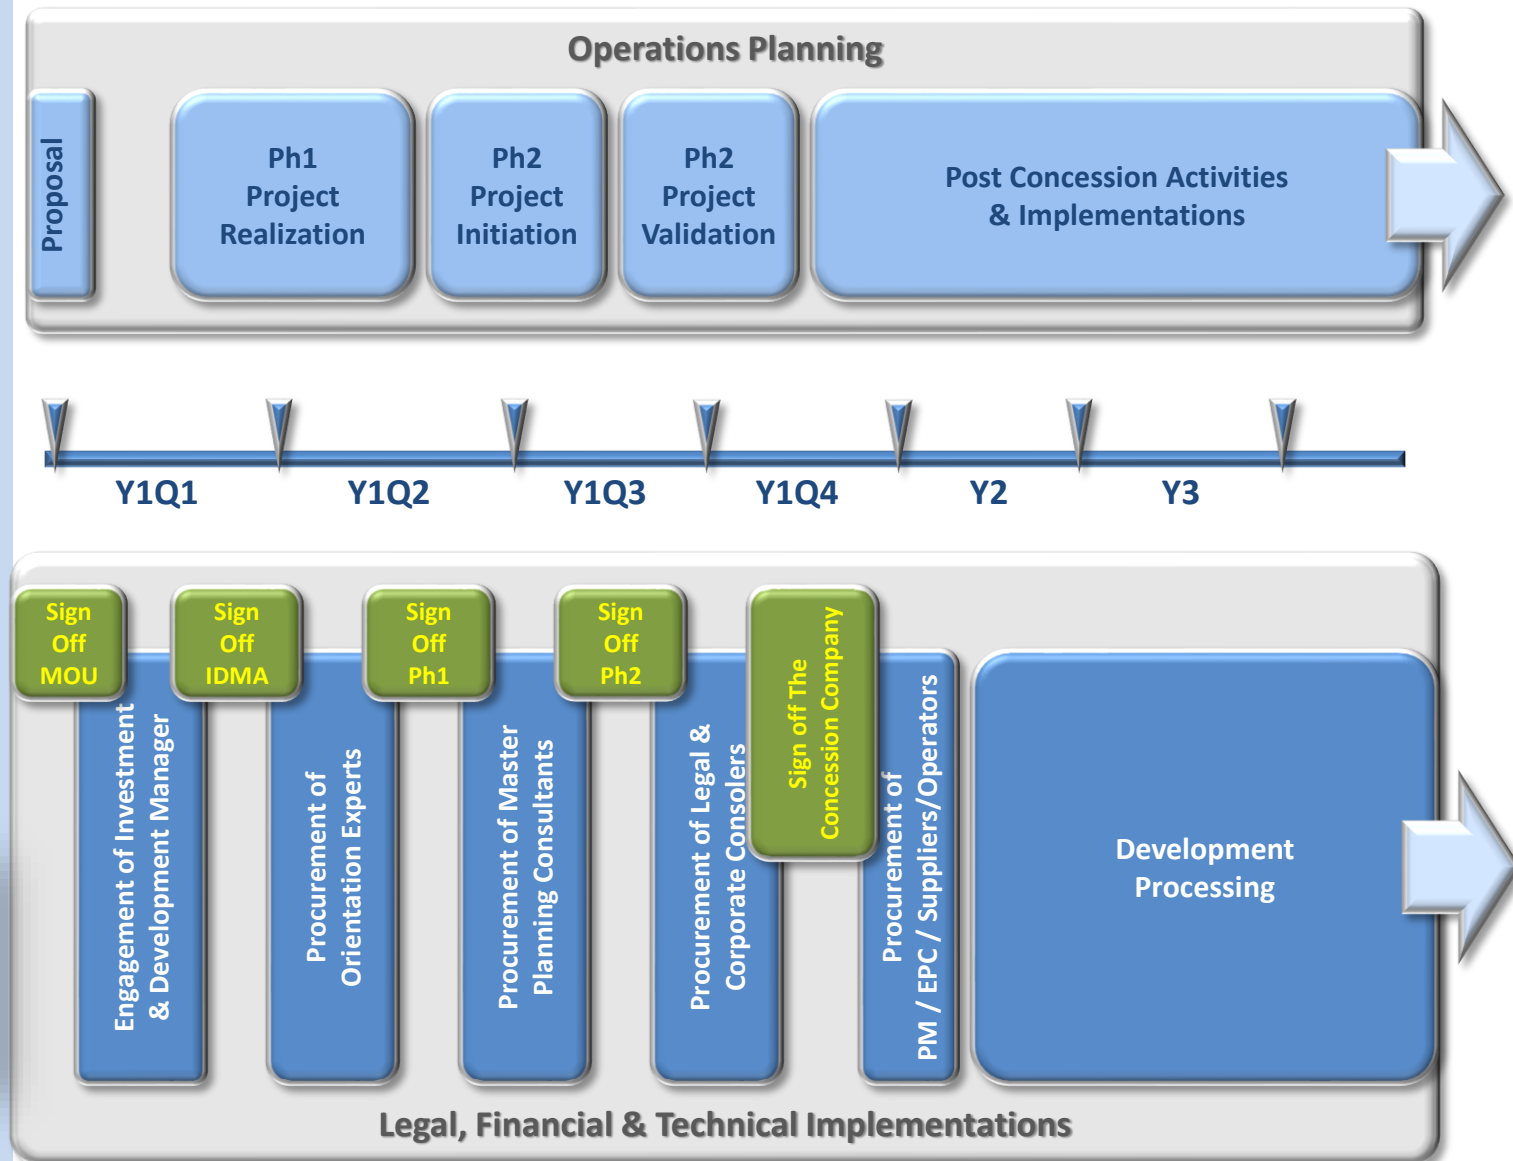 Operations Planning
Proposal
Ph1
Project
Realization
Ph2
Project
Initiation
Ph2
Project
Validation
Post Concession Activities
& Implementations
Y1Q1
Y1Q2
Y1Q3
Y1Q4
Y2
Y3
Sign
Off
MOU
Engagement of Investment
& Development Manager
Sign
Off
IDMA
Procurement of
Orientation Experts
Sign
Off
Ph1
Procurement of Master
Planning Consultants
Sign
Off
Ph2
Procurement of Legal &
Corporate Consolers
Sign off The
Concession Company
Procurement of
PM / EPC / Suppliers/Operators
Development
Processing
Legal, Financial & Technical Implementations